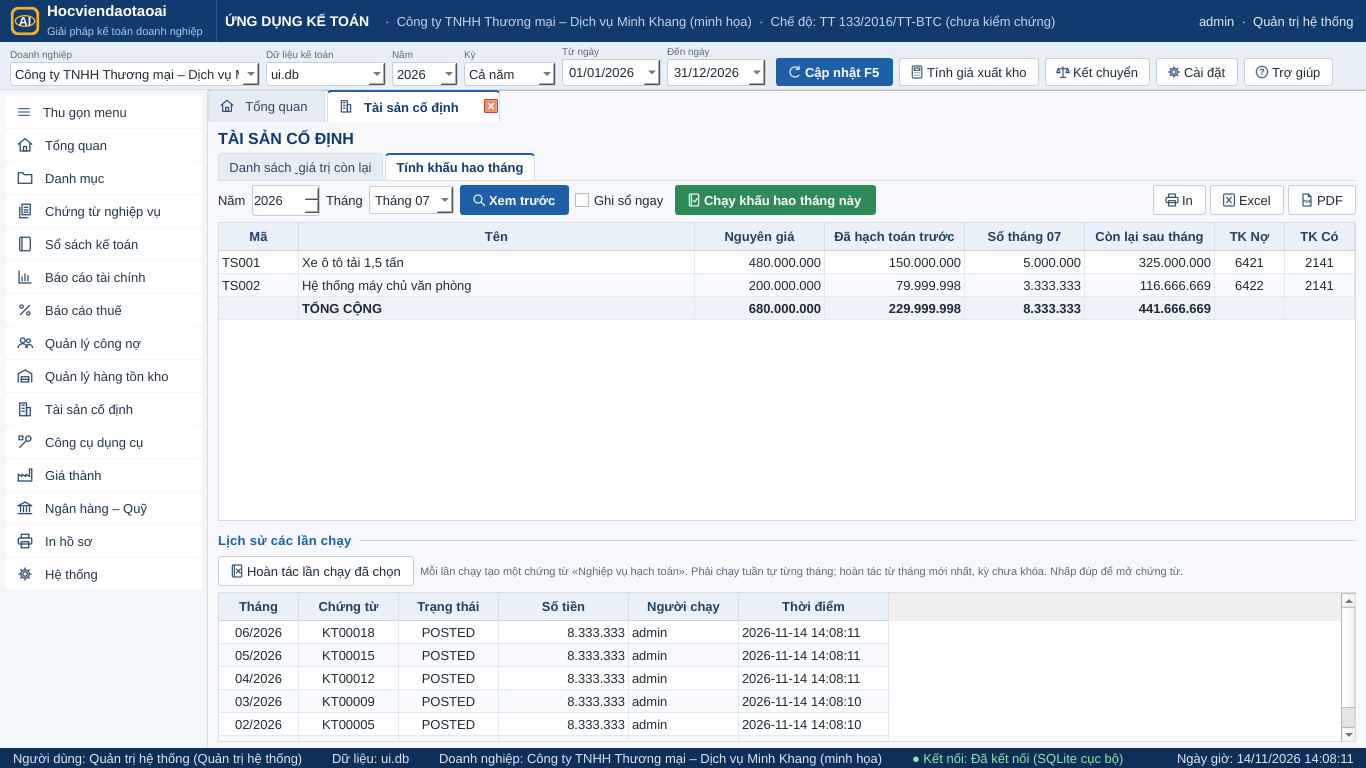 AI Hocviendaotaoai
Giải pháp kế toán doanh nghiệp
ỨNG DỤNG KẾ TOÁN · Công ty TNHH Thương mại – Dịch vụ Minh Khang (minh họa) · Chế độ: TT 133/2016/TT-BTC (chưa kiểm chứng)
admin · Quản trị hệ thống
Doanh nghiệp Dữ liệu kế toán Năm Kỳ Từ ngày Đến ngày
Công ty TNHH Thương mại – Dịch vụ M ui.db 2026 Cả năm 01/01/2026 31/12/2026 Cập nhật F5 Tính giá xuất kho Kết chuyển Cài đặt Trợ giúp
Thu gọn menu
Tổng quan
Danh mục
Chứng từ nghiệp vụ
Sổ sách kế toán
Báo cáo tài chính
Báo cáo thuế
Quản lý công nợ
Quản lý hàng tồn kho
Tài sản cố định
Công cụ dụng cụ
Giá thành
Ngân hàng – Quỹ
In hồ sơ
Hệ thống
Tổng quan Tài sản cố định
TÀI SẢN CỐ ĐỊNH
Danh sách _giá trị còn lại Tính khấu hao tháng
Năm 2026 Tháng Tháng 07 Xem trước Ghi sổ ngay Chạy khấu hao tháng này In Excel PDF
Mã Tên Nguyên giá Đã hạch toán trước Số tháng 07 Còn lại sau tháng TK Nợ TK Có
TS001 Xe ô tô tải 1,5 tấn 480.000.000 150.000.000 5.000.000 325.000.000 6421 2141
TS002 Hệ thống máy chủ văn phòng 200.000.000 79.999.998 3.333.333 116.666.669 6422 2141
TỔNG CỘNG 680.000.000 229.999.998 8.333.333 441.666.669
Lịch sử các lần chạy
Hoàn tác lần chạy đã chọn Mỗi lần chạy tạo một chứng từ «Nghiệp vụ hạch toán». Phải chạy tuần tự từng tháng; hoàn tác từ tháng mới nhất, kỳ chưa khóa. Nhấp đúp để mở chứng từ.
Tháng Chứng từ Trạng thái Số tiền Người chạy Thời điểm
06/2026 KT00018 POSTED 8.333.333 admin 2026-11-14 14:08:11
05/2026 KT00015 POSTED 8.333.333 admin 2026-11-14 14:08:11
04/2026 KT00012 POSTED 8.333.333 admin 2026-11-14 14:08:11
03/2026 KT00009 POSTED 8.333.333 admin 2026-11-14 14:08:10
02/2026 KT00005 POSTED 8.333.333 admin 2026-11-14 14:08:10
Người dùng: Quản trị hệ thống (Quản trị hệ thống) Dữ liệu: ui.db Doanh nghiệp: Công ty TNHH Thương mại – Dịch vụ Minh Khang (minh họa) ● Kết nối: Đã kết nối (SQLite cục bộ) Ngày giờ: 14/11/2026 14:08:11